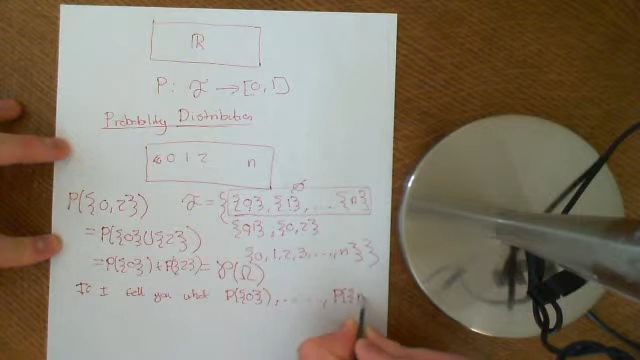 ℝ
P: 𝓕 → [0,1]
Probability Distribution
0 1 2 n
P({0,2}) 𝓕 = { {0}, {1}, ..., {n}
∅
= P({0}∪{2}) {0,1}, {0,2}
{0,1,2,3,...,n} }
= P({0}) + P({2}) = 𝒫(Ω)
If I tell you what P({0}), ......, P({n